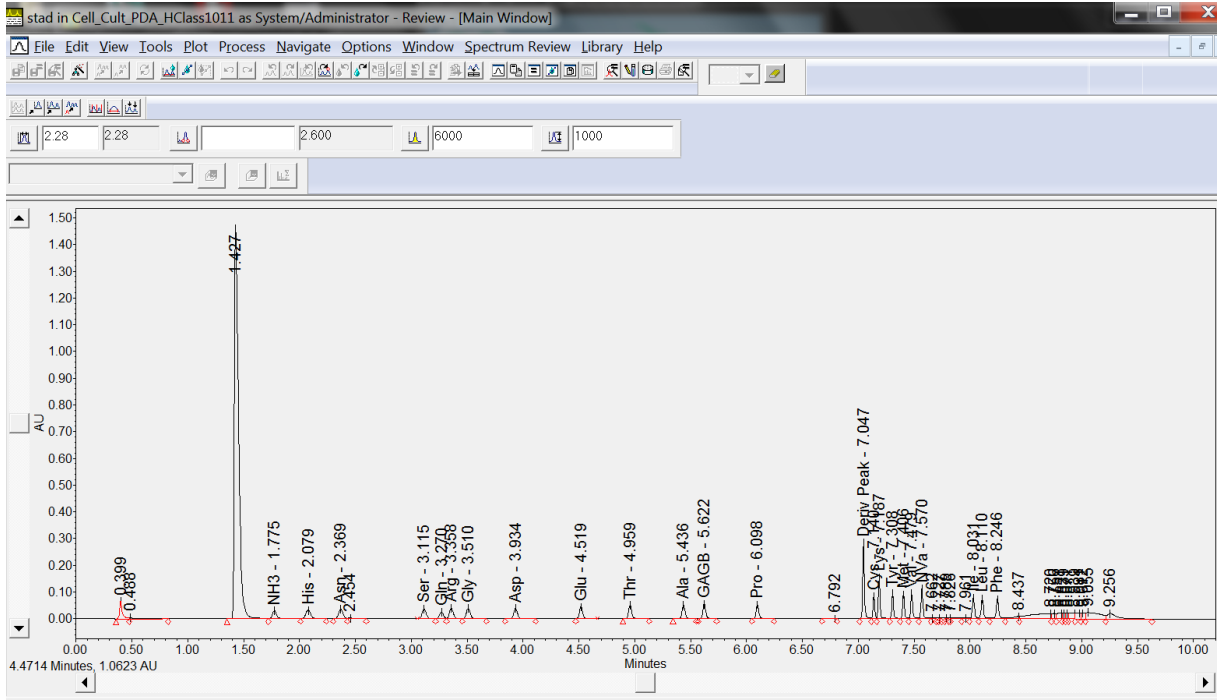 stad in Cell_Cult_PDA_HClass1011 as System/Administrator - Review - [Main Window]
File Edit View Tools Plot Process Navigate Options Window Spectrum Review Library Help
2.28 2.28 2.600 6000 1000
1.50
1.40
1.30
1.20
1.10
1.00
0.90
0.80
0.70
0.60
0.50
0.40
0.30
0.20
0.10
0.00
AU
0.399
0.488
1.427
NH3 - 1.775
His - 2.079
Asn - 2.369
2.454
Ser - 3.115
Gln - 3.270
Arg - 3.358
Gly - 3.510
Asp - 3.934
Glu - 4.519
Thr - 4.959
Ala - 5.436
GAGB - 5.622
Pro - 6.098
6.792
Deriv Peak - 7.047
Cy - 7.140
Lys - 7.187
Tyr - 7.308
Met - 7.406
Val - 7.479
NVa - 7.570
7.961
Ile - 8.031
Leu - 8.110
Phe - 8.246
8.437
9.055
9.256
0.00 0.50 1.00 1.50 2.00 2.50 3.00 3.50 4.00 4.50 5.00 5.50 6.00 6.50 7.00 7.50 8.00 8.50 9.00 9.50 10.00
Minutes
4.4714 Minutes, 1.0623 AU